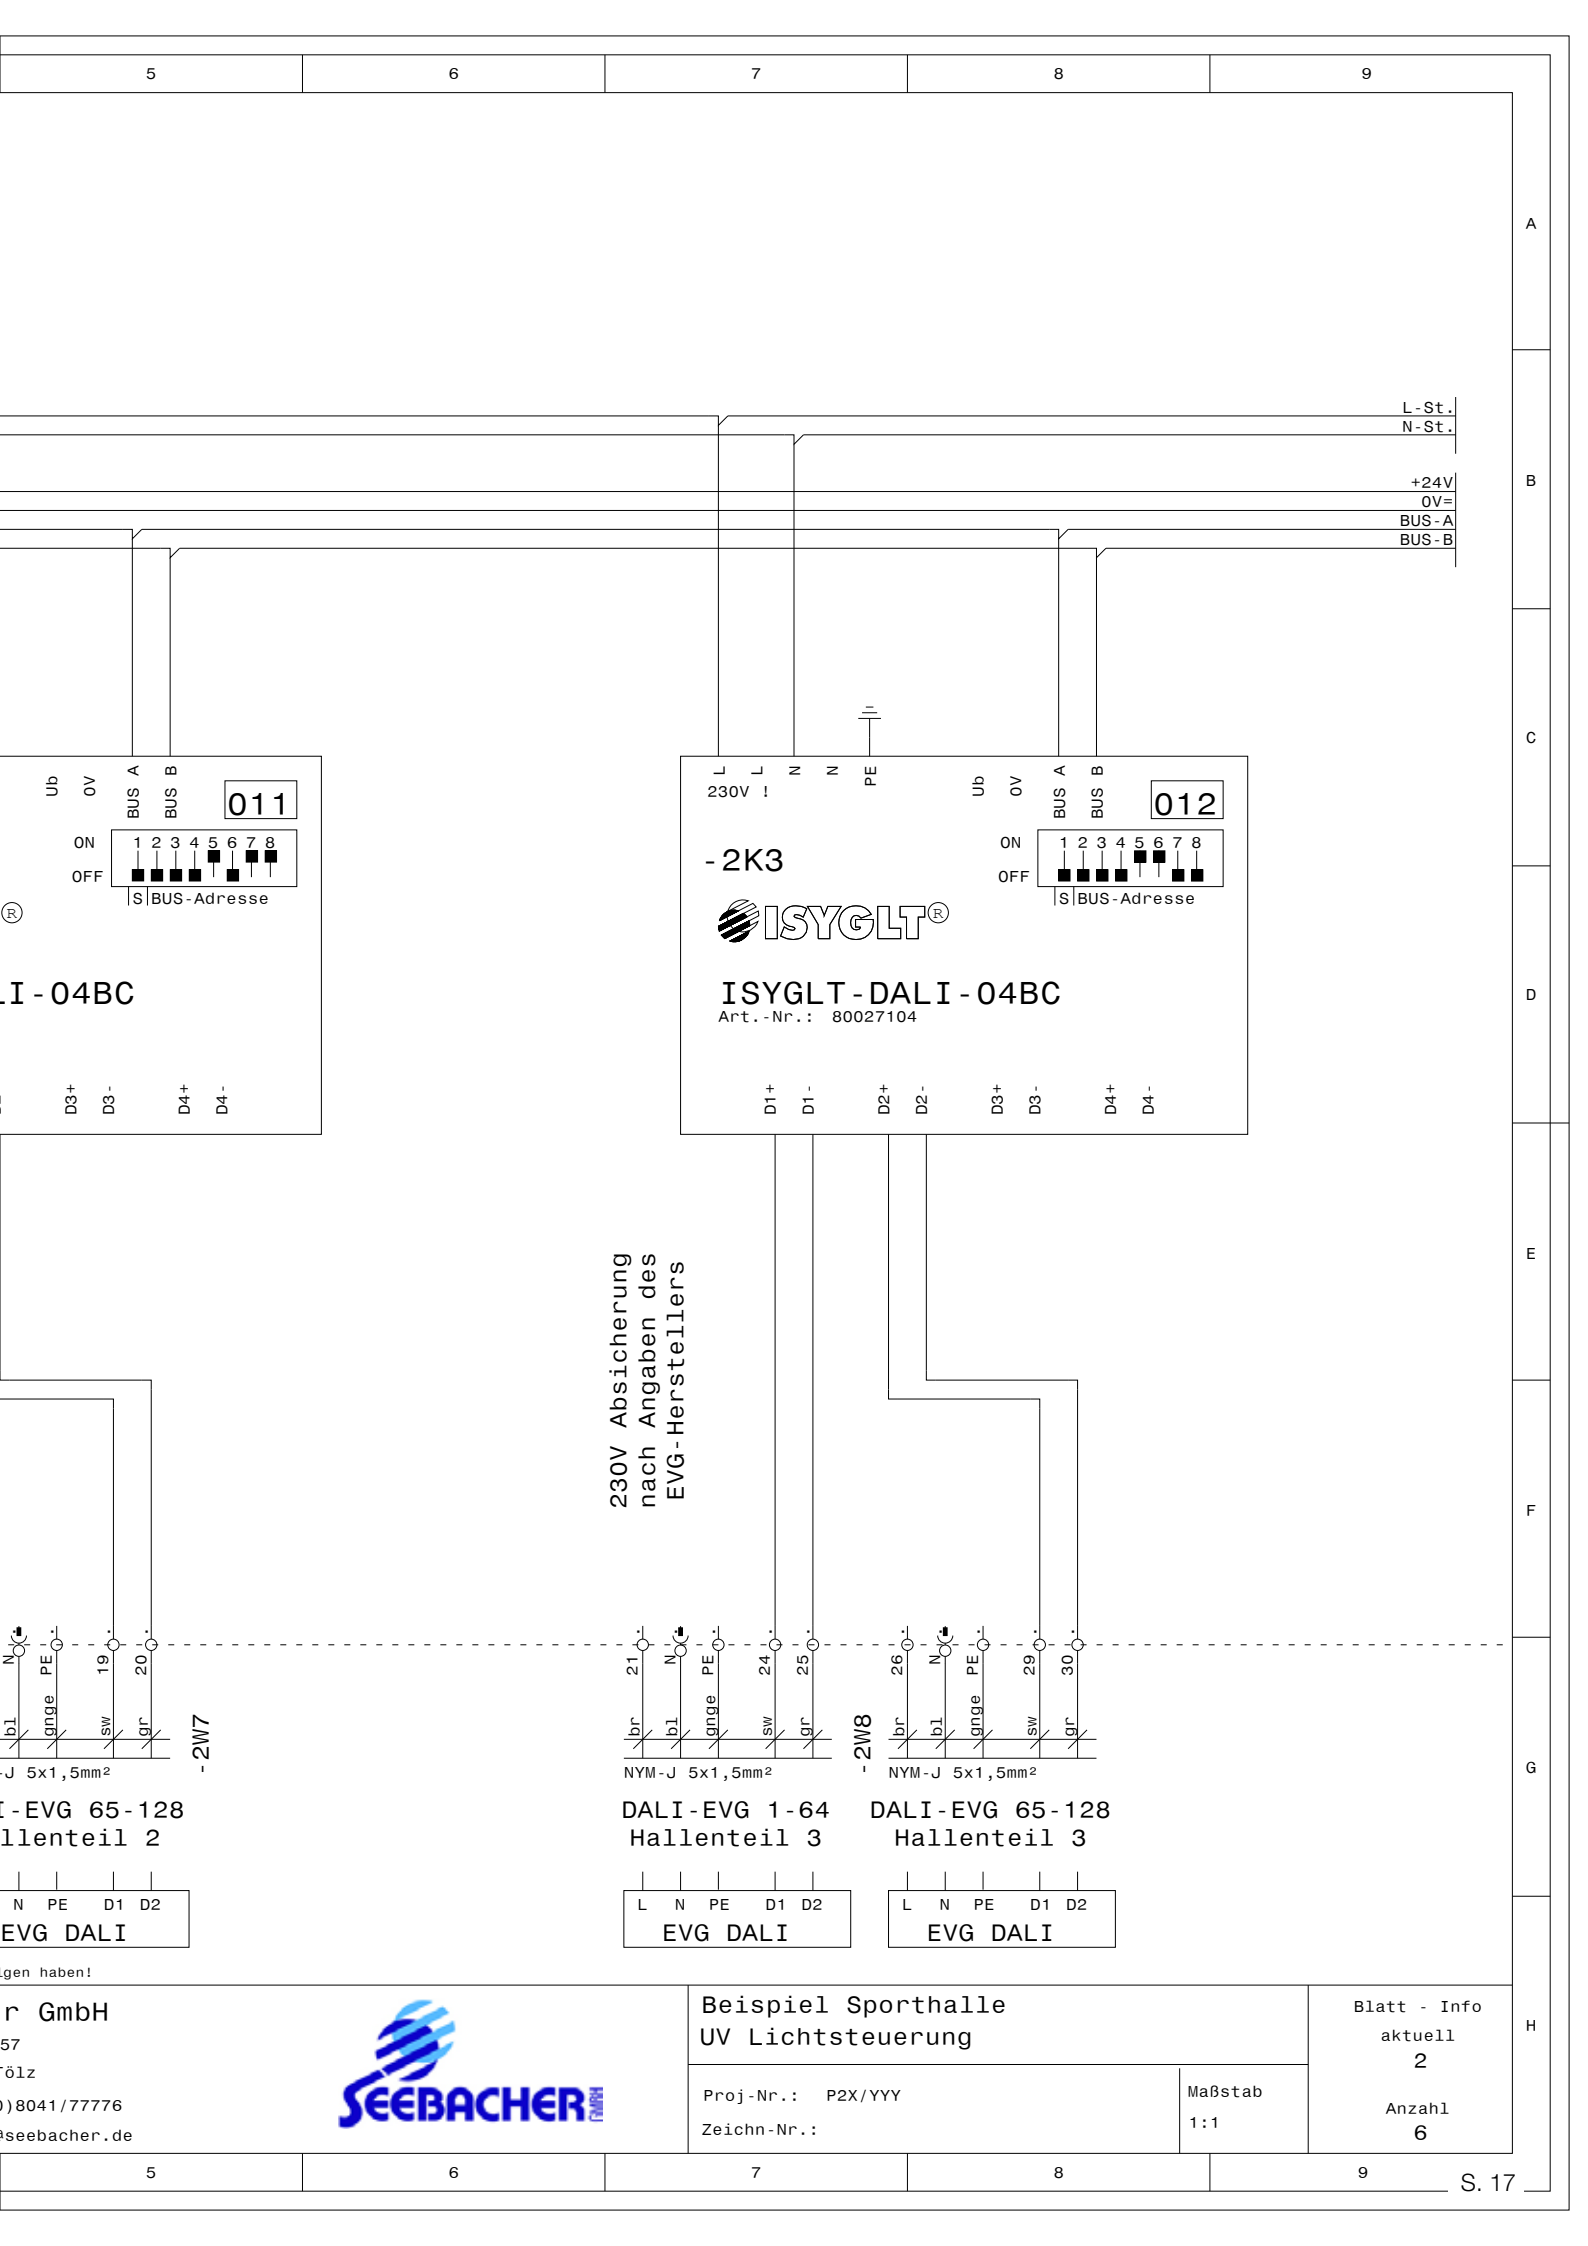 5 6 7 8 9
A
L-St.
N-St.
B
+24V
0V=
BUS-A
BUS-B
C
Ub 0V BUS A BUS B
011
ON 1 2 3 4 5 6 7 8
OFF
S BUS-Adresse
®
LI-04BC
D3+ D3- D4+ D4-
L L N N PE Ub 0V BUS A BUS B
230V !
012
-2K3
ON 1 2 3 4 5 6 7 8
OFF
S BUS-Adresse
ISYGLT®
ISYGLT-DALI-04BC
Art.-Nr.: 80027104
D
D1+ D1- D2+ D2- D3+ D3- D4+ D4-
E
230V Absicherung
nach Angaben des
EVG-Herstellers
F
N PE 19 20
21 N PE 24 25
26 N PE 29 30
bl gnge sw gr
-2W7
br bl gnge sw gr
-2W8
br bl gnge sw gr
-J 5x1,5mm²
NYM-J 5x1,5mm²
NYM-J 5x1,5mm²
G
I-EVG 65-128
llenteil 2
DALI-EVG 1-64
Hallenteil 3
DALI-EVG 65-128
Hallenteil 3
N PE D1 D2
EVG DALI
L N PE D1 D2
EVG DALI
L N PE D1 D2
EVG DALI
igen haben!
r GmbH
57
Tölz
0)8041/77776
@seebacher.de
SEEBACHER GMBH
Beispiel Sporthalle
UV Lichtsteuerung
Proj-Nr.: P2X/YYY
Zeichn-Nr.:
Maßstab
1:1
Blatt - Info
aktuell
2
Anzahl
6
H
5 6 7 8 9
S. 17